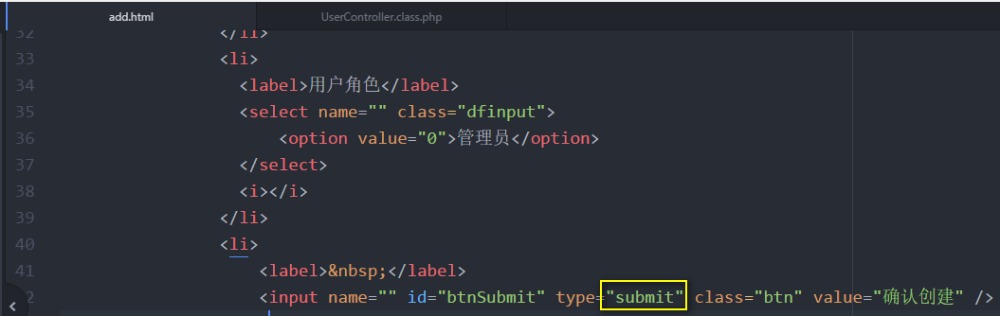 add.html UserController.class.php
32 </li>
33 <li>
34 <label>用户角色</label>
35 <select name="" class="dfinput">
36 <option value="0">管理员</option>
37 </select>
38 <i></i>
39 </li>
40 <li>
41 <label>&nbsp;</label>
<input name="" id="btnSubmit" type="submit" class="btn" value="确认创建" />